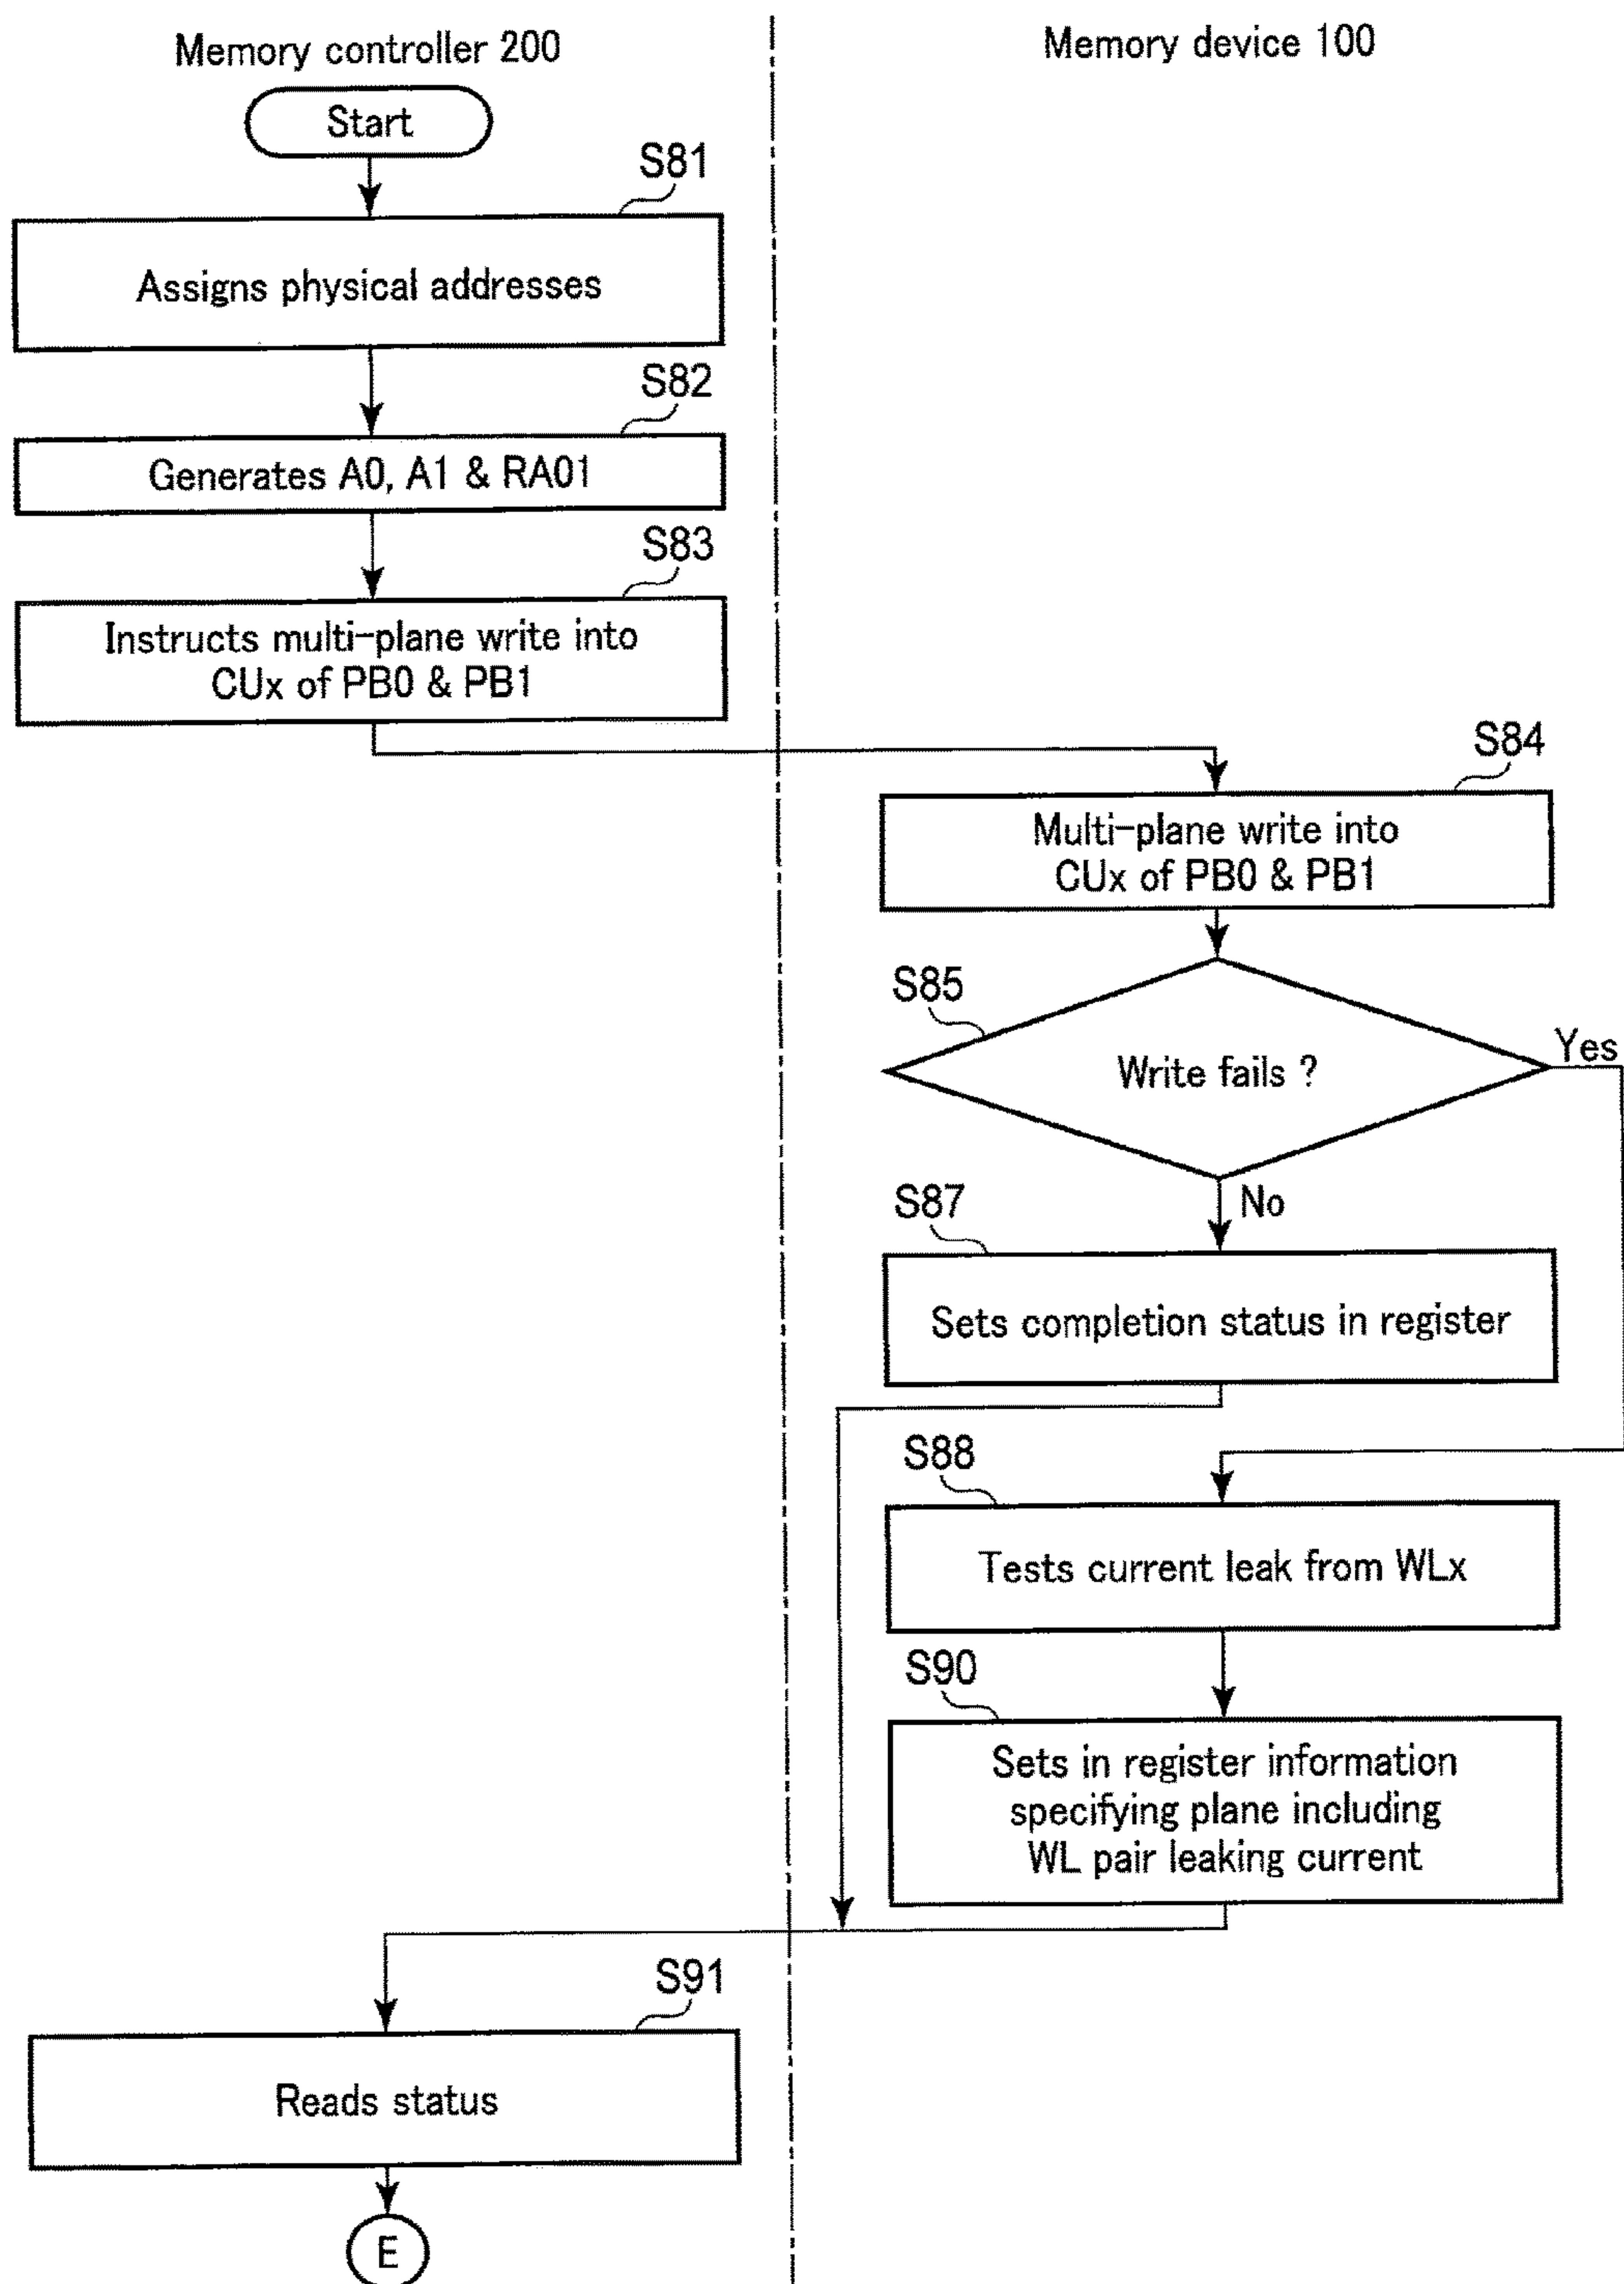 Memory controller 200
Memory device 100
Start
S81
Assigns physical addresses
S82
Generates A0, A1 & RA01
S83
Instructs multi-plane write into
CUx of PB0 & PB1
S84
Multi-plane write into
CUx of PB0 & PB1
S85
Write fails ?
Yes
No
S87
Sets completion status in register
S88
Tests current leak from WLx
S90
Sets in register information
specifying plane including
WL pair leaking current
S91
Reads status
E